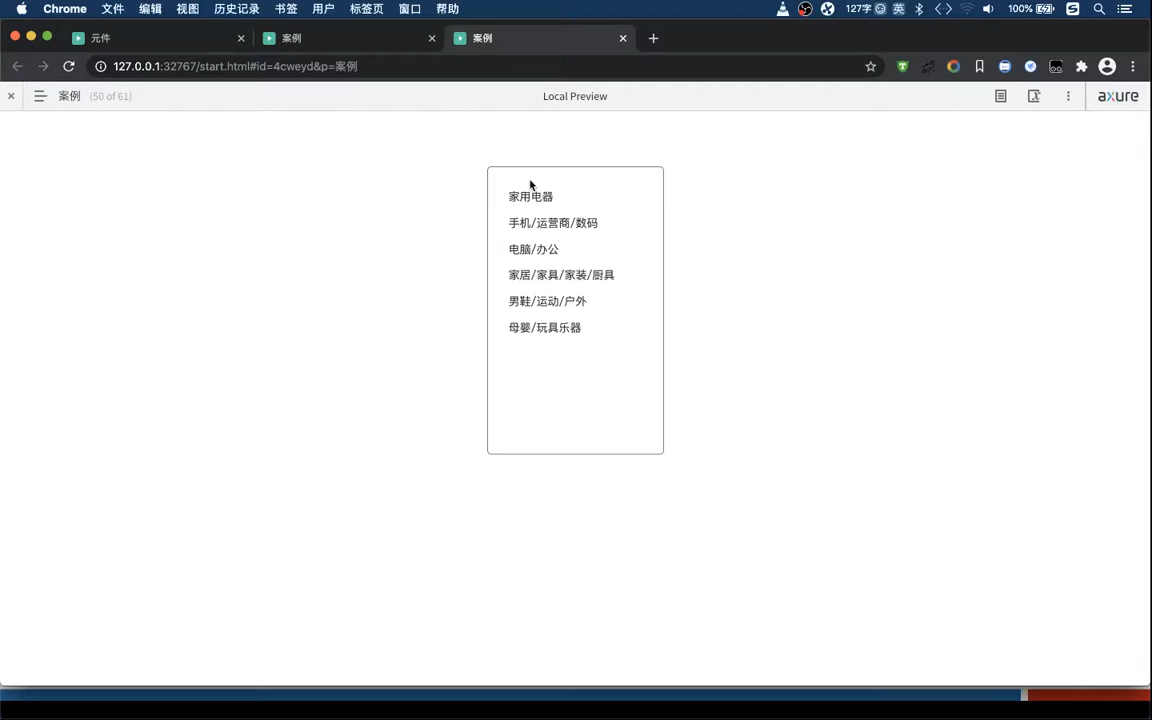 Chrome 文件 编辑 视图 历史记录 书签 用户 标签页 窗口 帮助 127字 英 100%
元件 案例 案例
127.0.0.1:32767/start.html#id=4cweyd&p=案例
案例 (50 of 61) Local Preview axure
家用电器
手机/运营商/数码
电脑/办公
家居/家具/家装/厨具
男鞋/运动/户外
母婴/玩具乐器